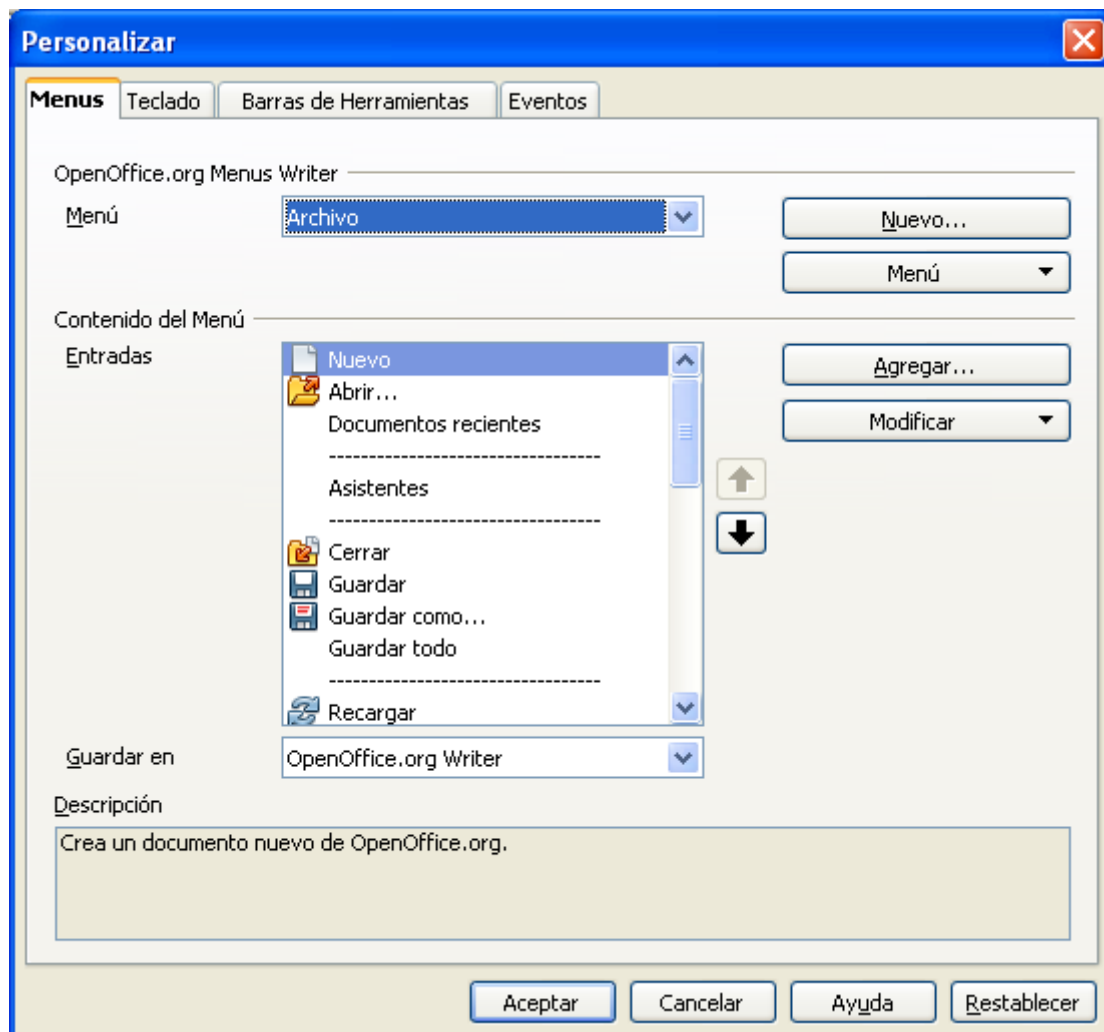 Personalizar
Menus Teclado Barras de Herramientas Eventos
OpenOffice.org Menus Writer
Menú Archivo Nuevo...
Menú
Contenido del Menú
Entradas Nuevo Agregar...
Abrir...
Documentos recientes Modificar
----------------------------------
Asistentes
----------------------------------
Cerrar
Guardar
Guardar como...
Guardar todo
----------------------------------
Recargar
Guardar en OpenOffice.org Writer
Descripción
Crea un documento nuevo de OpenOffice.org.
Aceptar Cancelar Ayuda Restablecer